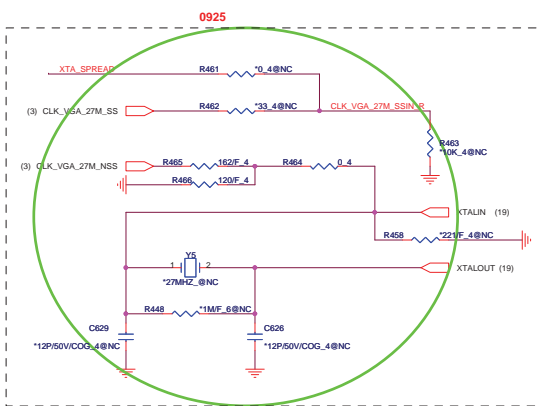 0925
XTA_SPREAD
R461
*0_4@NC
(3) CLK_VGA_27M_SS
R462
*33_4@NC
CLK_VGA_27M_SSIN_R
R463
*10K_4@NC
(3) CLK_VGA_27M_NSS
R465
162/F_4
R464
0_4
R466
120/F_4
XTALIN (19)
R458
*221/F_4@NC
Y5
1
2
*27MHZ_@NC
XTALOUT (19)
R448
*1M/F_6@NC
C629
C626
*12P/50V/COG_4@NC
*12P/50V/COG_4@NC